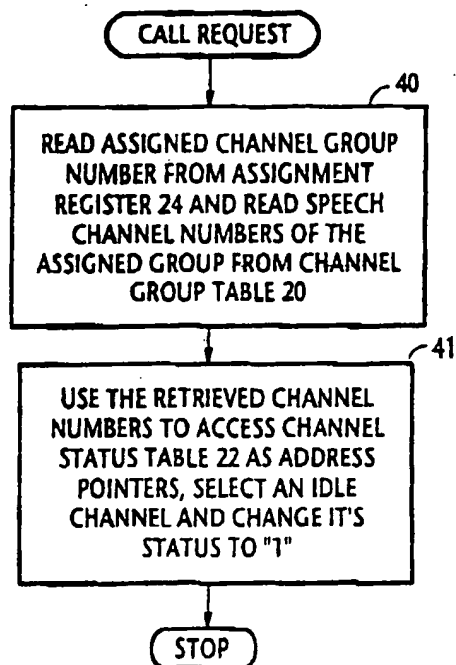 CALL REQUEST
40
READ ASSIGNED CHANNEL GROUP
NUMBER FROM ASSIGNMENT
REGISTER 24 AND READ SPEECH
CHANNEL NUMBERS OF THE
ASSIGNED GROUP FROM CHANNEL
GROUP TABLE 20
41
USE THE RETRIEVED CHANNEL
NUMBERS TO ACCESS CHANNEL
STATUS TABLE 22 AS ADDRESS
POINTERS, SELECT AN IDLE
CHANNEL AND CHANGE IT'S
STATUS TO "1"
STOP